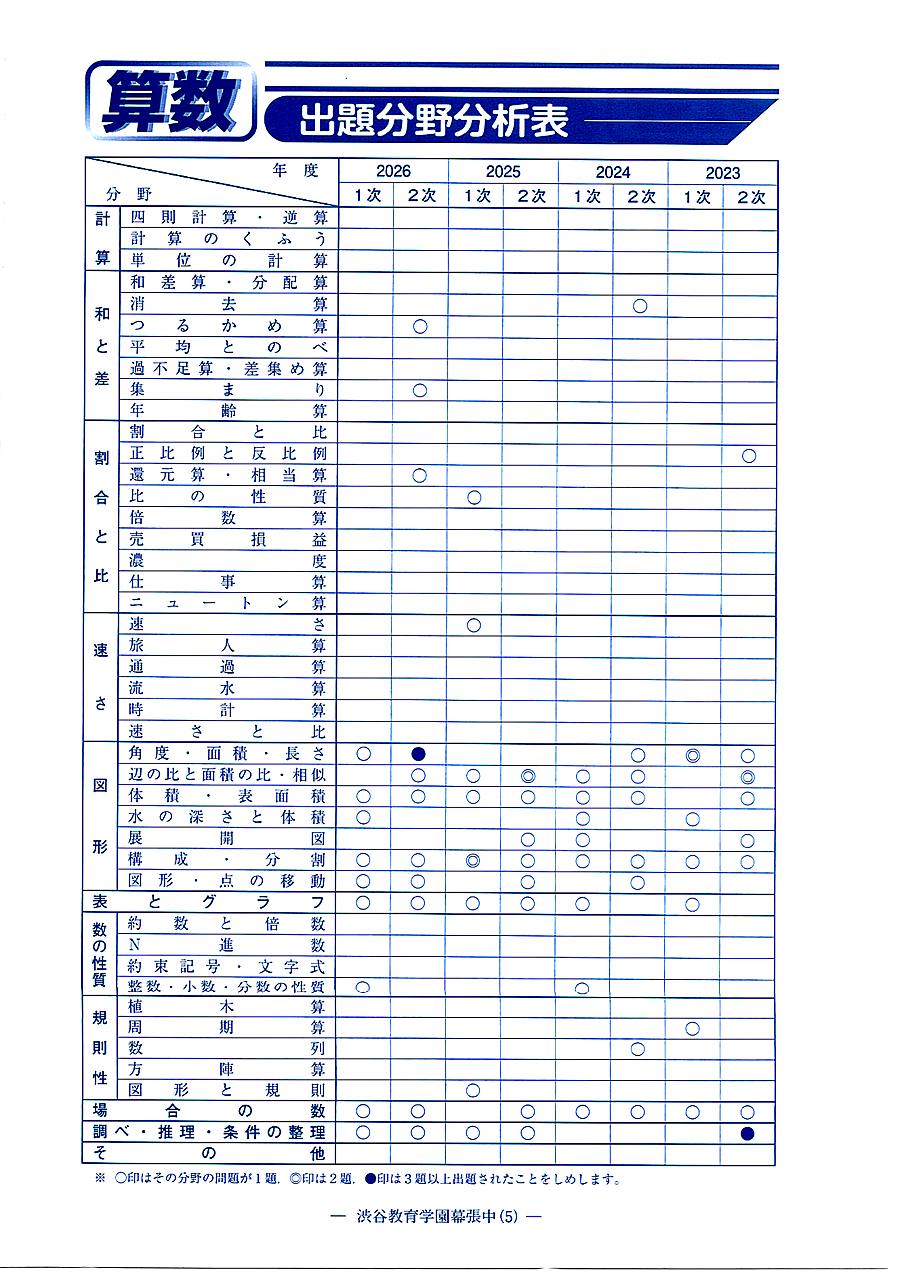 算数
出題分野分析表
年度 2026 2025 2024 2023
分野 1次 2次 1次 2次 1次 2次 1次 2次
計算
四則計算・逆算
計算のくふう
単位の計算
和と差
和差算・分配算
消去算 ○
つるかめ算 ○
平均とのべ
過不足算・差集め算
集まり ○
年齢算
割合と比
割合と比
正比例と反比例 ○
還元算・相当算 ○
比の性質 ○
倍数算
売買損益
濃度
仕事算
ニュートン算
速さ
速さ ○
旅人算
通過算
流水算
時計算
速さと比
図形
角度・面積・長さ ○ ● ○ ◎ ○
辺の比と面積の比・相似 ○ ○ ◎ ○ ○ ◎
体積・表面積 ○ ○ ○ ○ ○ ○ ○
水の深さと体積 ○ ○ ○
展開図 ○ ○ ○
構成・分割 ○ ○ ◎ ○ ○ ○ ○ ○
図形・点の移動 ○ ○ ○ ○
表とグラフ ○ ○ ○ ○ ○ ○
数の性質
約数と倍数
N進数
約束記号・文字式
整数・小数・分数の性質 ○ ○
規則性
植木算
周期算 ○
数列 ○
方陣算
図形と規則 ○
場合の数 ○ ○ ○ ○ ○ ○ ○
調べ・推理・条件の整理 ○ ○ ○ ○ ●
その他
※ ○印はその分野の問題が1題,◎印は2題,●印は3題以上出題されたことをしめします。
— 渋谷教育学園幕張中(5) —